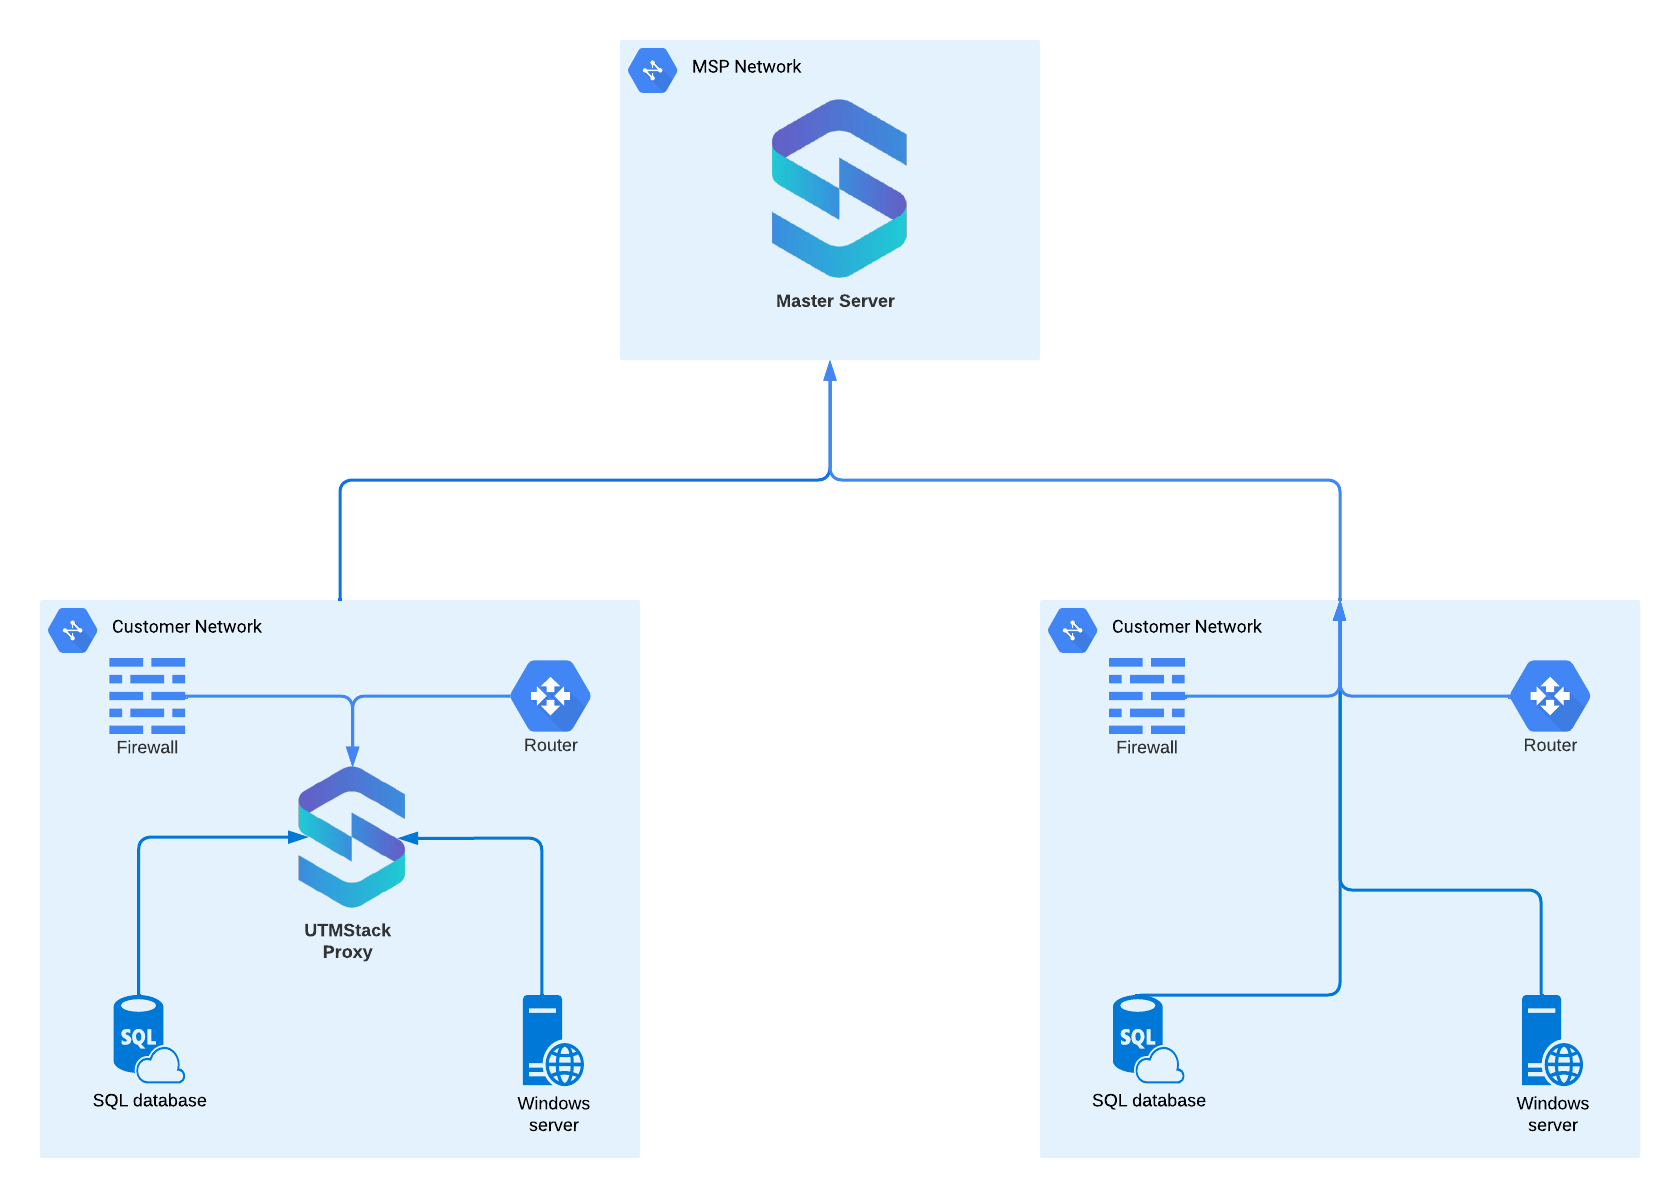 MSP Network
Master Server
Customer Network
Firewall
Router
UTMStack
Proxy
SQL
SQL database
Windows
server
Customer Network
Firewall
Router
SQL
SQL database
Windows
server